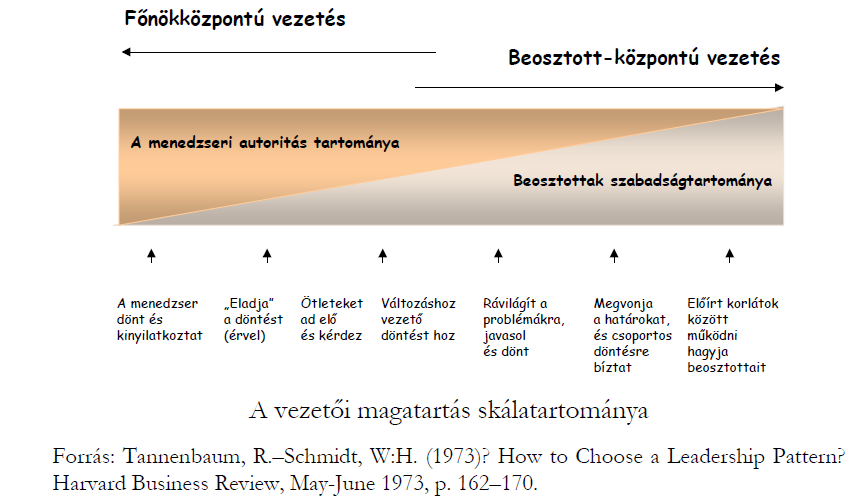 Főnökközpontú vezetés
Beosztott-központú vezetés
A menedzseri autoritás tartománya
Beosztottak szabadságtartománya
A menedzser
dönt és
kinyilatkoztat
„Eladja”
a döntést
(érvel)
Ötleteket
ad elő
és kérdez
Változáshoz
vezető
döntést hoz
Rávilágít a
problémákra,
javasol
és dönt
Megvonja
a határokat,
és csoportos
döntésre
bíztat
Előírt korlátok
között
működni
hagyja
beosztottait
A vezetői magatartás skálatartománya
Forrás: Tannenbaum, R.–Schmidt, W:H. (1973)? How to Choose a Leadership Pattern?
Harvard Business Review, May-June 1973, p. 162–170.